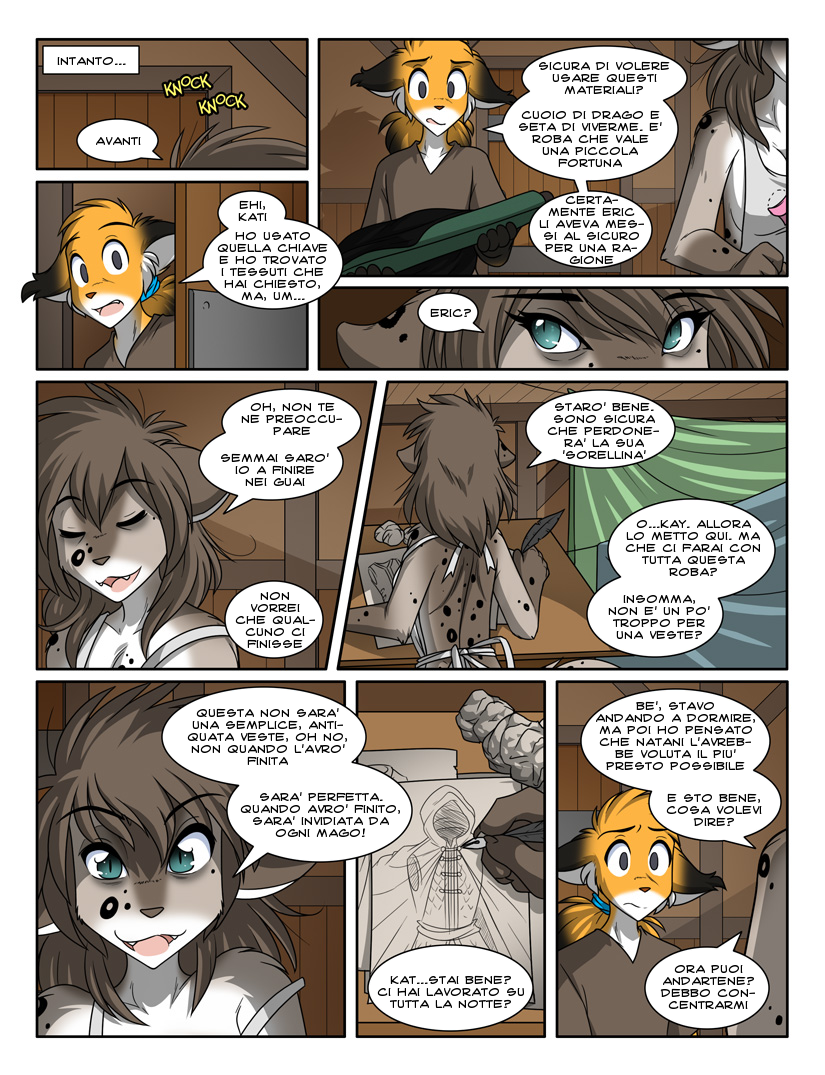 INTANTO...
KNOCK
KNOCK
AVANTI
EHI,
KAT!
HO USATO
QUELLA CHIAVE
E HO TROVATO
I TESSUTI CHE
HAI CHIESTO,
MA, UM...
SICURA DI VOLERE
USARE QUESTI
MATERIALI?
CUOIO DI DRAGO E
SETA DI VIVERME. E'
ROBA CHE VALE
UNA PICCOLA
FORTUNA
CERTA-
MENTE ERIC
LI AVEVA MES-
SI AL SICURO
PER UNA RA-
GIONE
ERIC?
OH, NON TE
NE PREOCCU-
PARE
SEMMAI SARO'
IO A FINIRE
NEI GUAI
NON
VORREI
CHE QUAL-
CUNO CI
FINISSE
STARO' BENE.
SONO SICURA
CHE PERDONE-
RA' LA SUA
'SORELLINA'
O...KAY. ALLORA
LO METTO QUI. MA
CHE CI FARAI CON
TUTTA QUESTA
ROBA?
INSOMMA,
NON E' UN PO'
TROPPO PER
UNA VESTE?
QUESTA NON SARA'
UNA SEMPLICE, ANTI-
QUATA VESTE, OH NO,
NON QUANDO L'AVRO'
FINITA
SARA' PERFETTA.
QUANDO AVRO' FINITO,
SARA' INVIDIATA DA
OGNI MAGO!
KAT...STAI BENE?
CI HAI LAVORATO SU
TUTTA LA NOTTE?
BE', STAVO
ANDANDO A DORMIRE,
MA POI HO PENSATO
CHE NATANI L'AVREB-
BE VOLUTA IL PIU'
PRESTO POSSIBILE
E STO BENE,
COSA VOLEVI
DIRE?
ORA PUOI
ANDARTENE?
DEBBO CON-
CENTRARMI